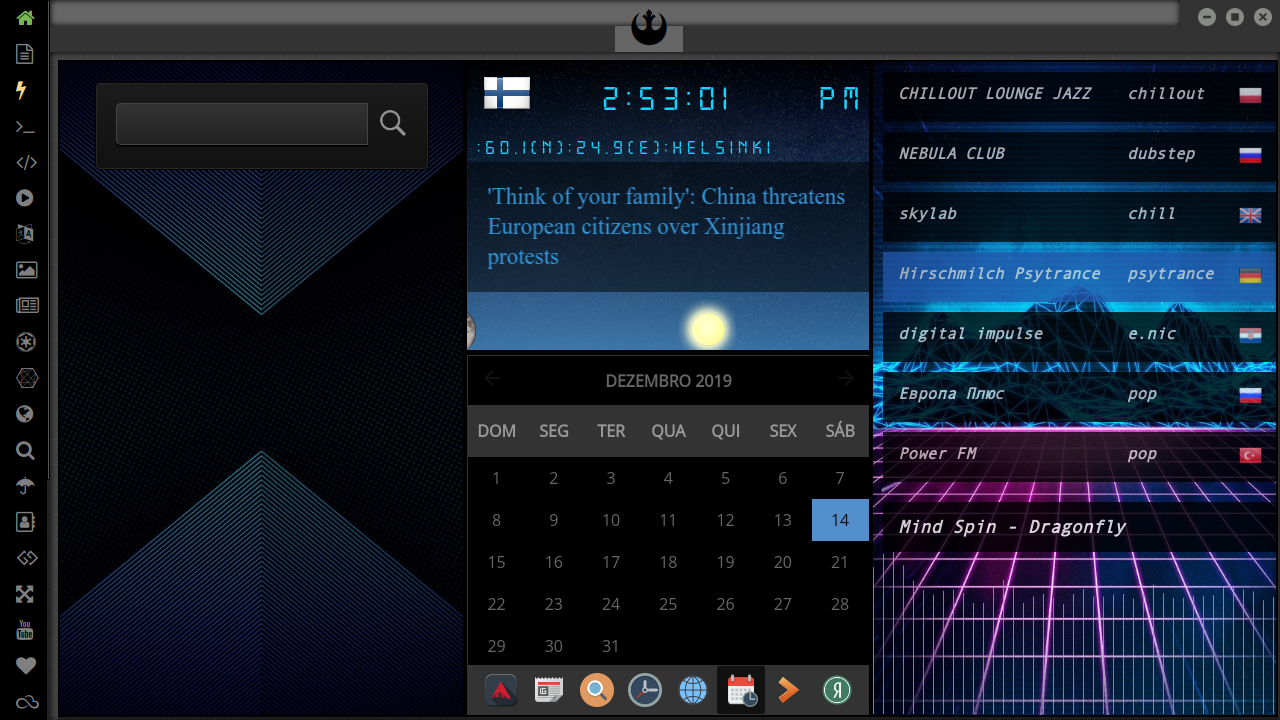 2:53:01 PM
:60.1(N):24.9(E):HELSINKI
'Think of your family': China threatens
European citizens over Xinjiang
protests
DEZEMBRO 2019
DOM SEG TER QUA QUI SEX SÁB
1 2 3 4 5 6 7
8 9 10 11 12 13 14
15 16 17 18 19 20 21
22 23 24 25 26 27 28
29 30 31
Я
CHILLOUT LOUNGE JAZZ chillout
NEBULA CLUB dubstep
skylab chill
Hirschmilch Psytrance psytrance
digital impulse e.nic
Европа Плюс pop
Power FM pop
Mind Spin - Dragonfly
You
Tube